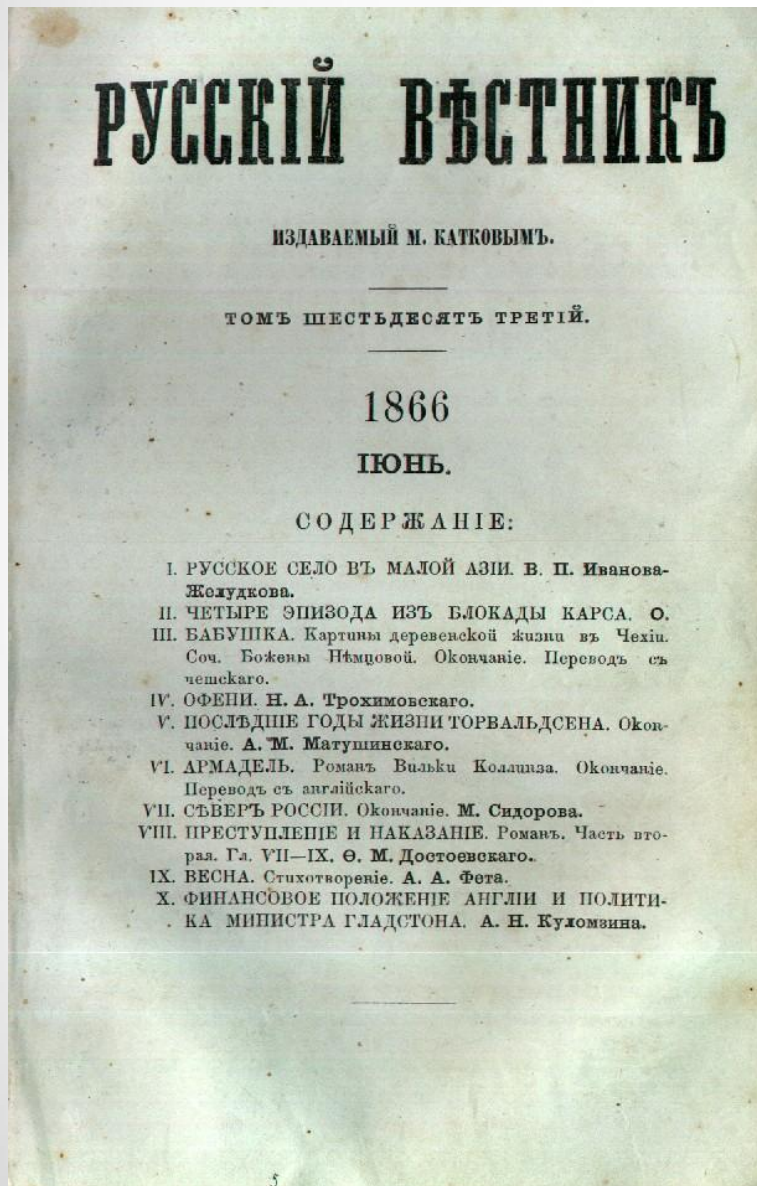 РУССКІЙ ВѢСТНИКЪ
ИЗДАВАЕМЫЙ М. КАТКОВЫМЪ.
ТОМЪ ШЕСТЬДЕСЯТЪ ТРЕТІЙ.
1866
ІЮНЬ.
СОДЕРЖАНІЕ:
I. РУССКОЕ СЕЛО ВЪ МАЛОЙ АЗІИ. В. П. Иванова-
Желудкова.
II. ЧЕТЫРЕ ЭПИЗОДА ИЗЪ БЛОКАДЫ КАРСА. О.
III. БАБУШКА. Картины деревенской жизни въ Чехіи.
Соч. Божены Нѣмцовой. Окончаніе. Переводъ съ
чешскаго.
IV. ОФЕНИ. Н. А. Трохимовскаго.
V. ПОСЛѢДНІЕ ГОДЫ ЖИЗНИ ТОРВАЛЬДСЕНА. Окон-
чаніе. А. М. Матушинскаго.
VI. АРМАДЕЛЬ. Романъ Вильки Коллинза. Окончаніе.
Переводъ съ англійскаго.
VII. СѢВЕРЪ РОССІИ. Окончаніе. М. Сидорова.
VIII. ПРЕСТУПЛЕНІЕ И НАКАЗАНІЕ. Романъ. Часть вто-
рая. Гл. VII—IX. Ѳ. М. Достоевскаго.
IX. ВЕСНА. Стихотвореніе. А. А. Фета.
X. ФИНАНСОВОЕ ПОЛОЖЕНІЕ АНГЛІИ И ПОЛИТИ-
КА МИНИСТРА ГЛАДСТОНА. А. Н. Куломзина.
5